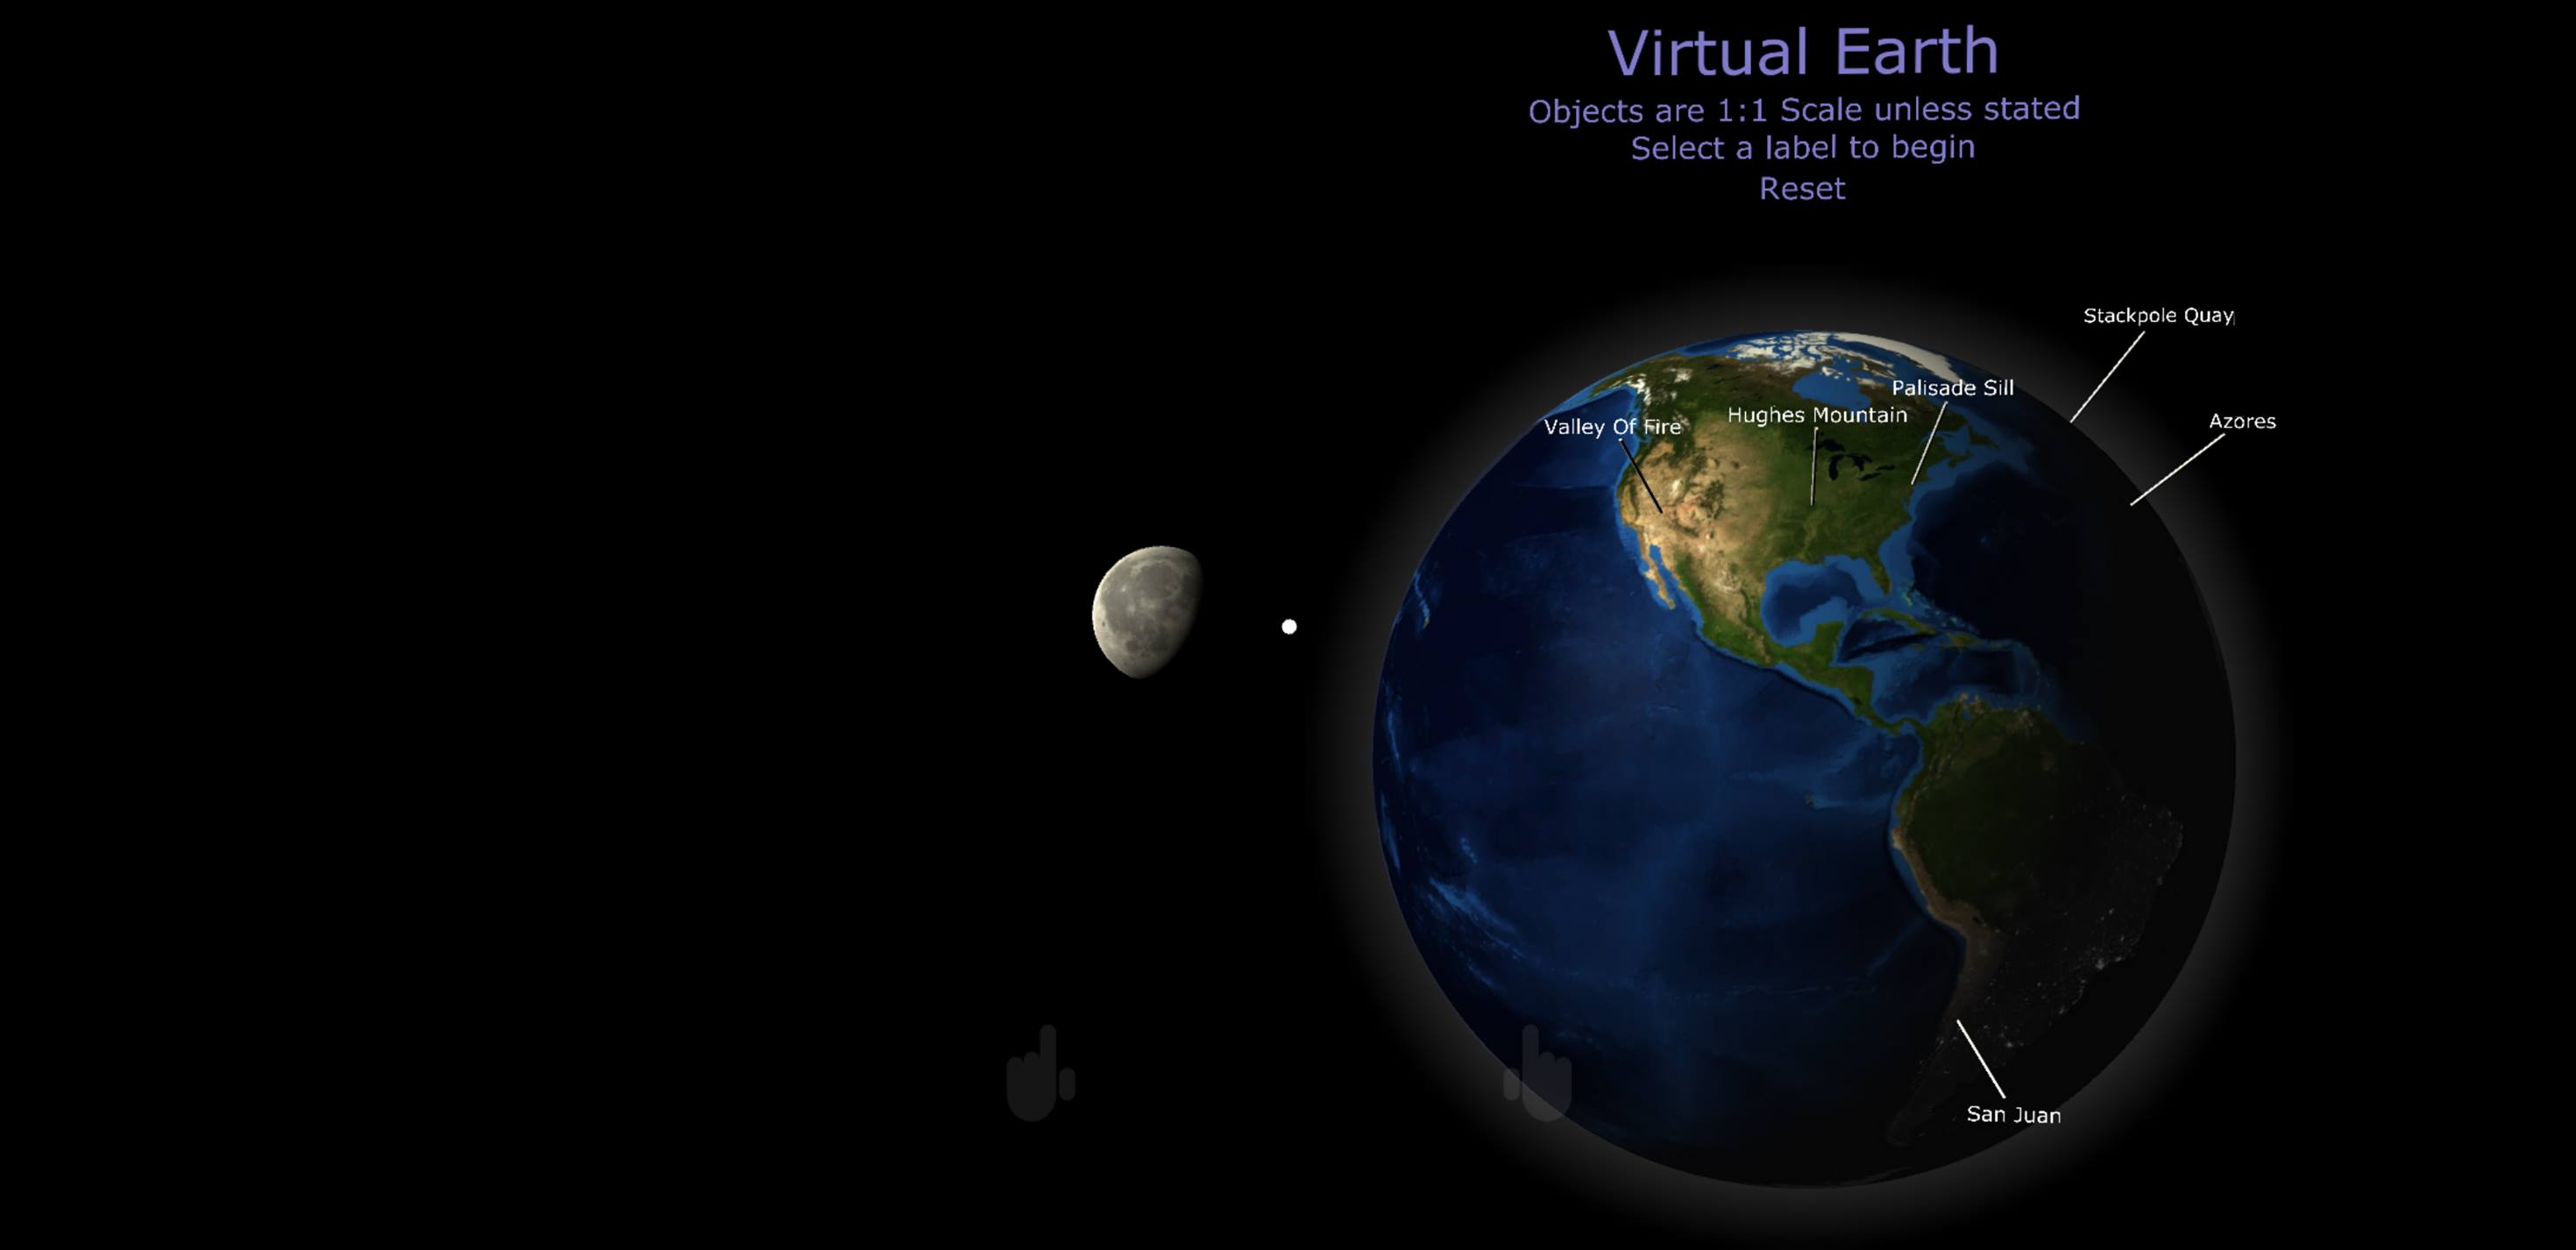 Virtual Earth
Objects are 1:1 Scale unless stated
Select a label to begin
Reset
Stackpole Quay
Palisade Sill
Hughes Mountain
Valley Of Fire
Azores
San Juan